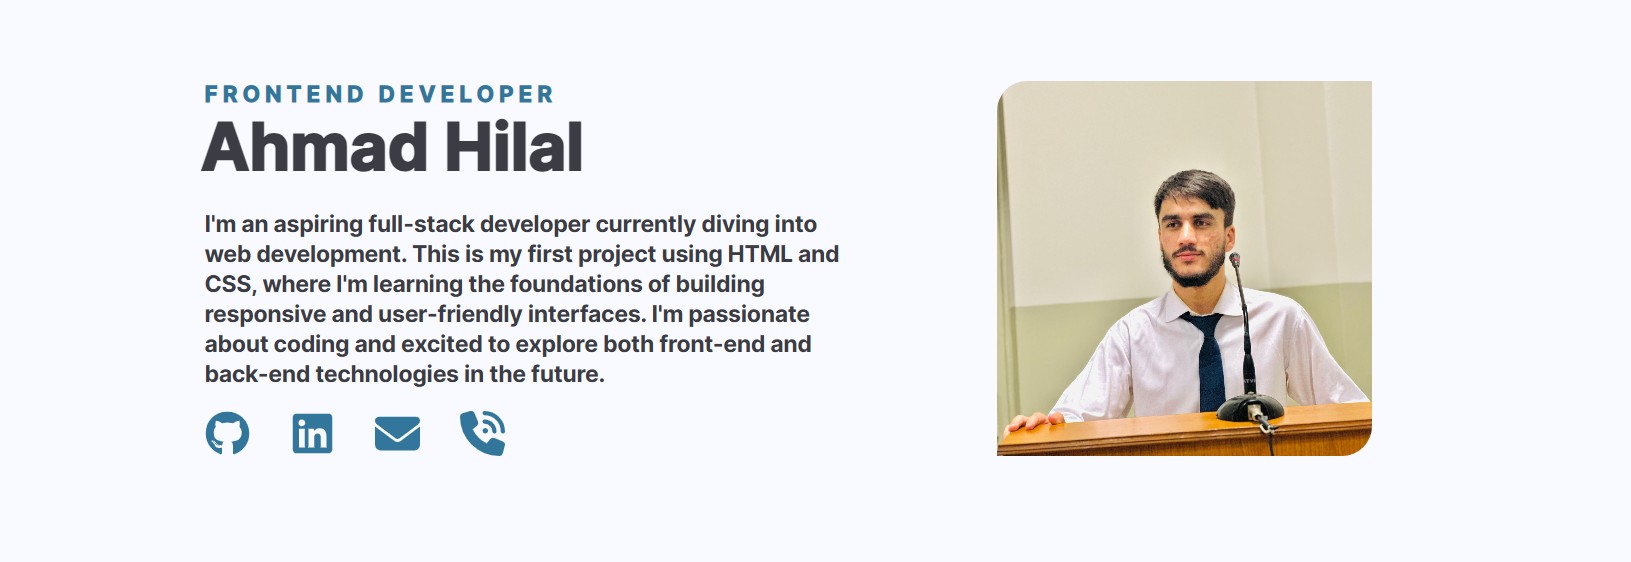 FRONTEND DEVELOPER
Ahmad Hilal
I'm an aspiring full-stack developer currently diving into
web development. This is my first project using HTML and
CSS, where I'm learning the foundations of building
responsive and user-friendly interfaces. I'm passionate
about coding and excited to explore both front-end and
back-end technologies in the future.
in